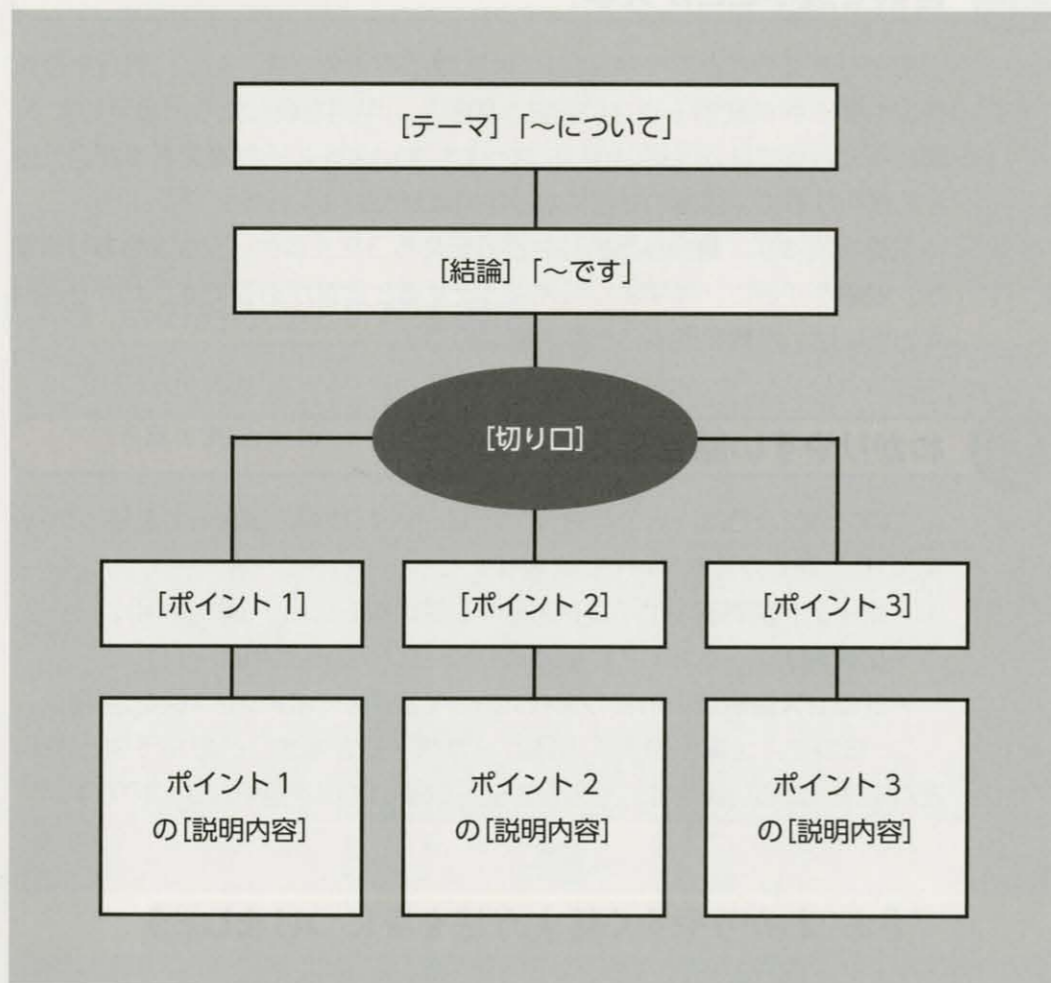 [テーマ]「～について」
[結論]「～です」
[切り口]
[ポイント1]
[ポイント2]
[ポイント3]
ポイント1
の[説明内容]
ポイント2
の[説明内容]
ポイント3
の[説明内容]